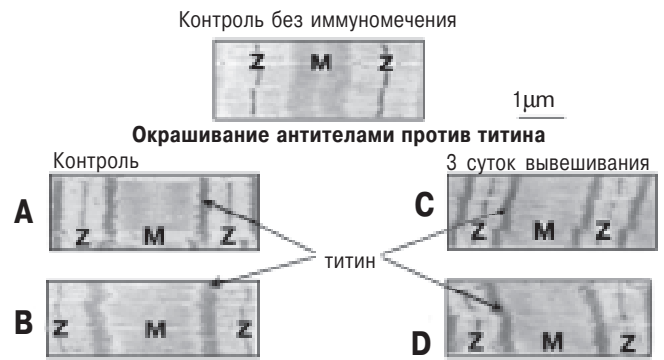 Контроль без иммуномечения
Z M Z
1µm
Окрашивание антителами против титина
Контроль 3 суток вывешивания
A Z M Z C Z M Z
титин
B Z M Z D Z M Z